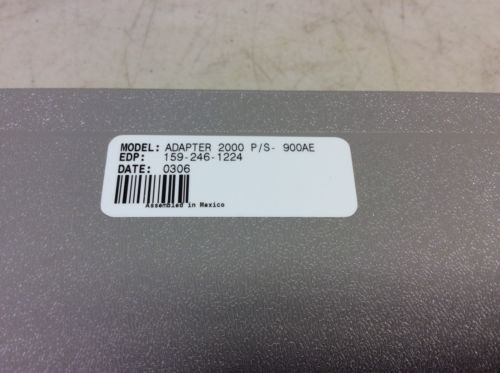 MODEL: ADAPTER 2000 P/S- 900AE
EDP: 159-246-1224
DATE: 0306
Assembled in Mexico